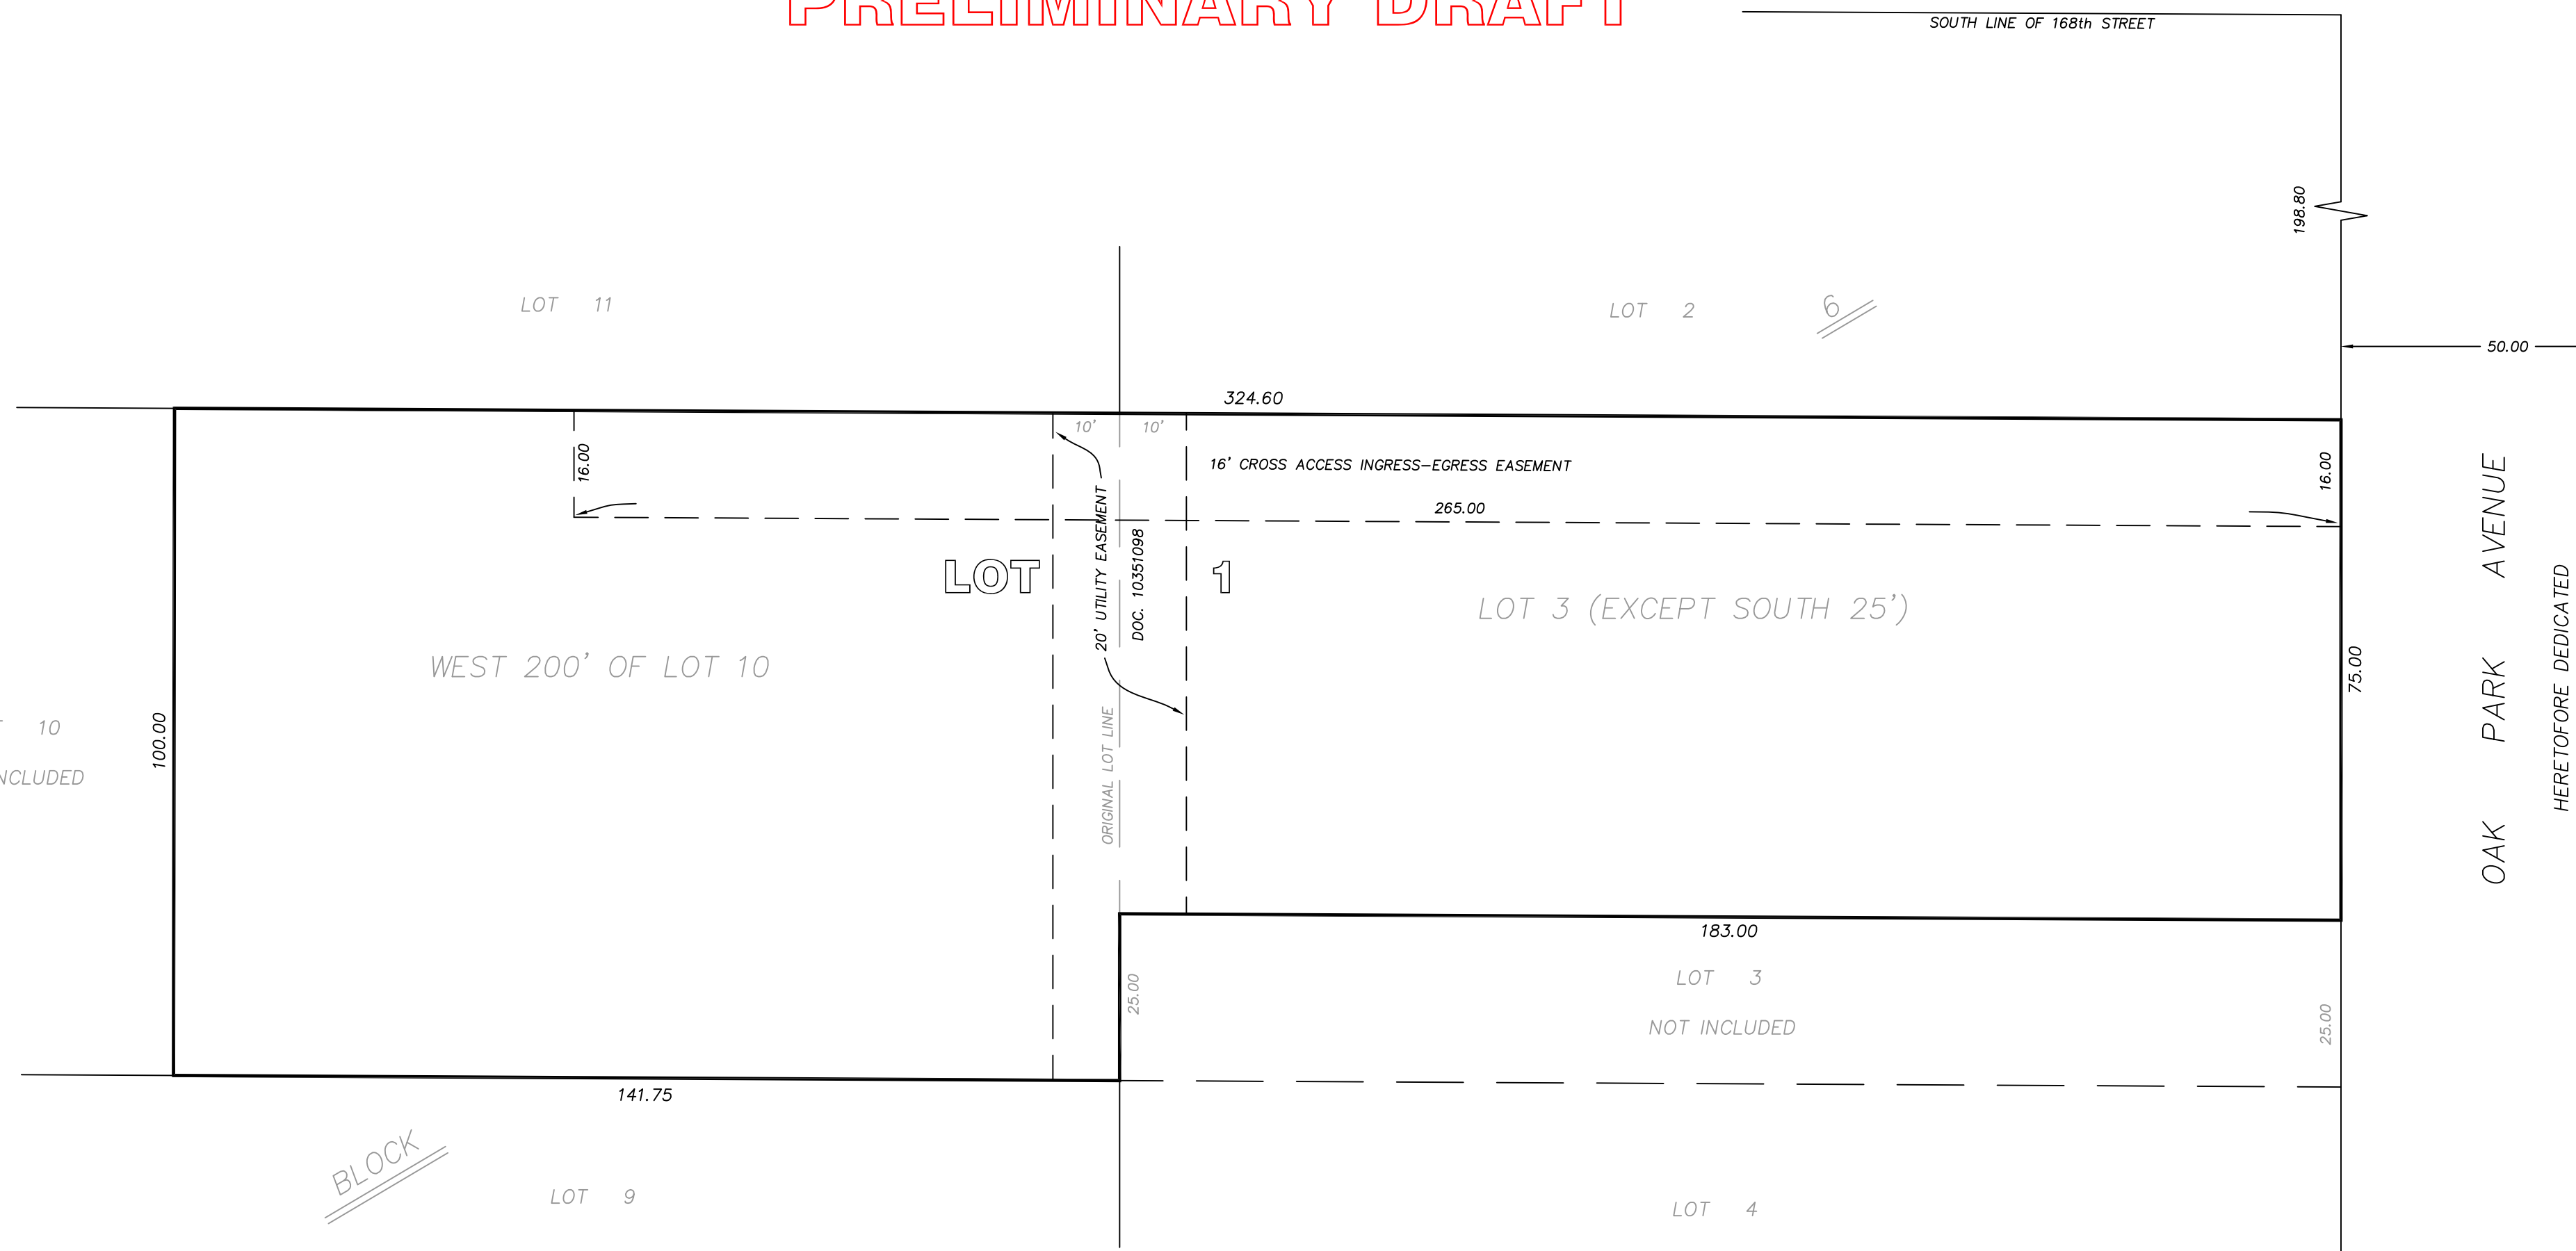 PRELIMINARY DRAFT
SOUTH LINE OF 168th STREET
198.80
LOT 11
LOT 2
6
50.00
324.60
10'
10'
16.00
16' CROSS ACCESS INGRESS-EGRESS EASEMENT
16.00
265.00
20' UTILITY EASEMENT
DOC. 10351098
LOT 1
LOT 3 (EXCEPT SOUTH 25')
WEST 200' OF LOT 10
OAK PARK AVENUE
HERETOFORE DEDICATED
75.00
10
100.00
ORIGINAL LOT LINE
183.00
25.00
LOT 3
NOT INCLUDED
25.00
141.75
BLOCK
LOT 9
LOT 4